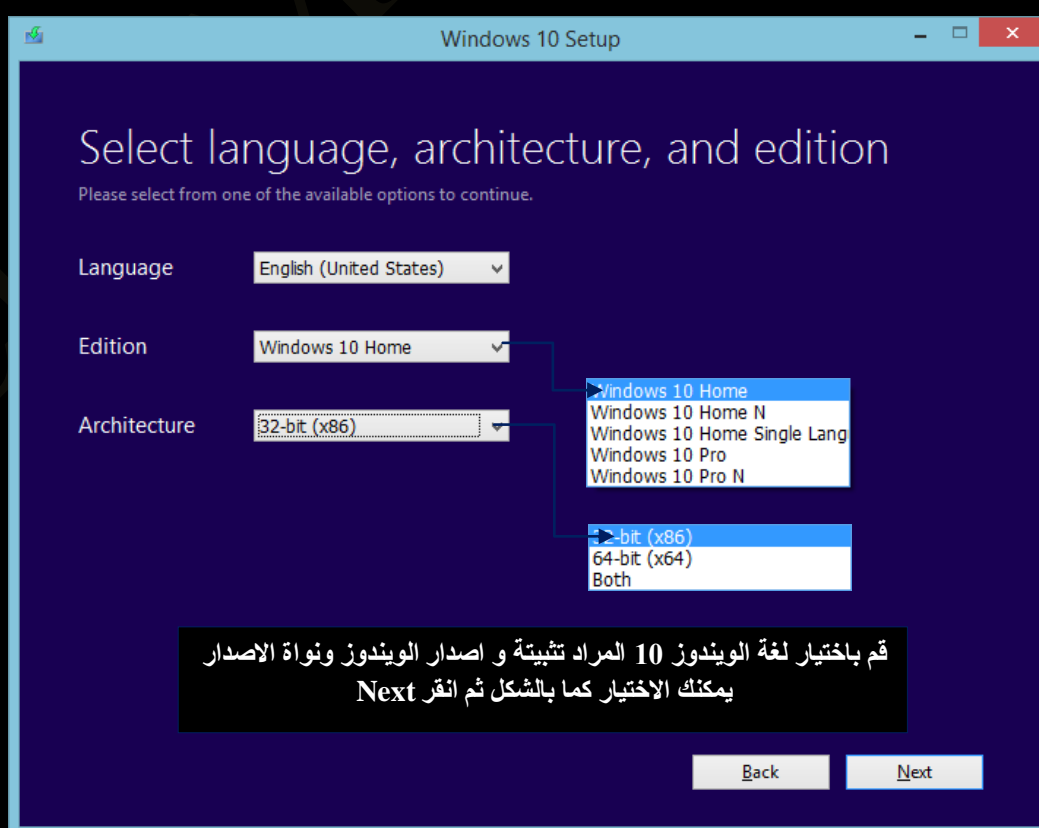 Windows 10 Setup
Select language, architecture, and edition
Please select from one of the available options to continue.
Language English (United States)
Edition Windows 10 Home
Windows 10 Home
Windows 10 Home N
Architecture 32-bit (x86)
Windows 10 Home Single Lang
Windows 10 Pro
Windows 10 Pro N
32-bit (x86)
64-bit (x64)
Both
قم باختيار لغة الويندوز 10 المراد تثبيتة و اصدار الويندوز ونواة الاصدار
يمكنك الاختيار كما بالشكل ثم انقر Next
Back Next